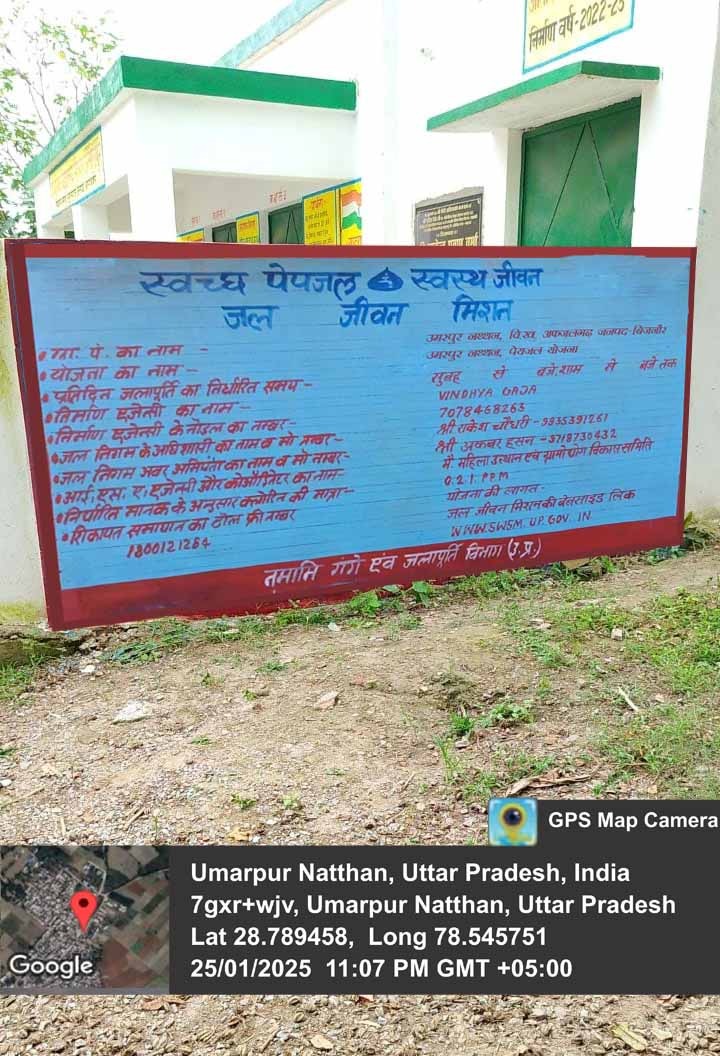 निर्माण वर्ष-2022-23
स्वच्छ पेयजल स्वस्थ जीवन
जल जीवन मिशन
ग्रा. पं. का नाम -
उमरपुर नत्थन, वि.ख. अफजलगढ़ जनपद-बिजनौर
योजना का नाम -
उमरपुर नत्थन, पेयजल योजना
प्रतिदिन जलापूर्ति का निर्धारित समय -
सुबह से बजे:शाम से बजे तक
निर्माण एजेन्सी का नाम -
VINDHYA GAJA
निर्माण एजेन्सी के नोडल का नम्बर -
7078468263
जल निगम के अधिशासी का नाम व मो नम्बर -
श्री राकेश चौधरी - 9835391261
जल निगम अवर अभियंता का नाम व मो नम्बर -
श्री अकबर हसन - 3718730432
आई. एस. ए. एजेन्सी और कोऑर्डिनेटर का नाम -
मै. महिला उत्थान एवं ग्रामोद्योग विकास समिति
निर्धारित मानक के अनुसार क्लोरिन की मात्रा -
0.2 1. PPM
योजना की लागत -
शिकायत समाधान का टोल फ्री नम्बर
1800121264
जल जीवन मिशन की वेबसाइड लिंक
WWW.SWSM.UP.GOV.IN
नमामि गंगे एंव जलापूर्ति विभाग (उ.प्र.)
GPS Map Camera
Umarpur Natthan, Uttar Pradesh, India
7gxr+wjv, Umarpur Natthan, Uttar Pradesh
Lat 28.789458, Long 78.545751
25/01/2025 11:07 PM GMT +05:00
Google